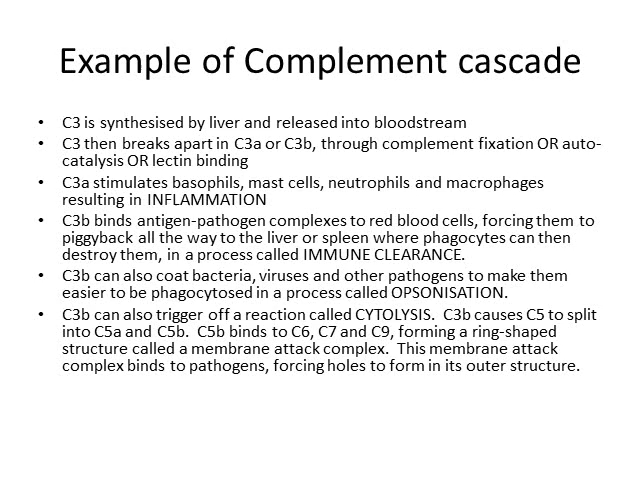 Example of Complement cascade
• C3 is synthesised by liver and released into bloodstream
• C3 then breaks apart in C3a or C3b, through complement fixation OR auto-
catalysis OR lectin binding
• C3a stimulates basophils, mast cells, neutrophils and macrophages
resulting in INFLAMMATION
• C3b binds antigen-pathogen complexes to red blood cells, forcing them to
piggyback all the way to the liver or spleen where phagocytes can then
destroy them, in a process called IMMUNE CLEARANCE.
• C3b can also coat bacteria, viruses and other pathogens to make them
easier to be phagocytosed in a process called OPSONISATION.
• C3b can also trigger off a reaction called CYTOLYSIS.  C3b causes C5 to split
into C5a and C5b.  C5b binds to C6, C7 and C9, forming a ring-shaped
structure called a membrane attack complex.  This membrane attack
complex binds to pathogens, forcing holes to form in its outer structure.